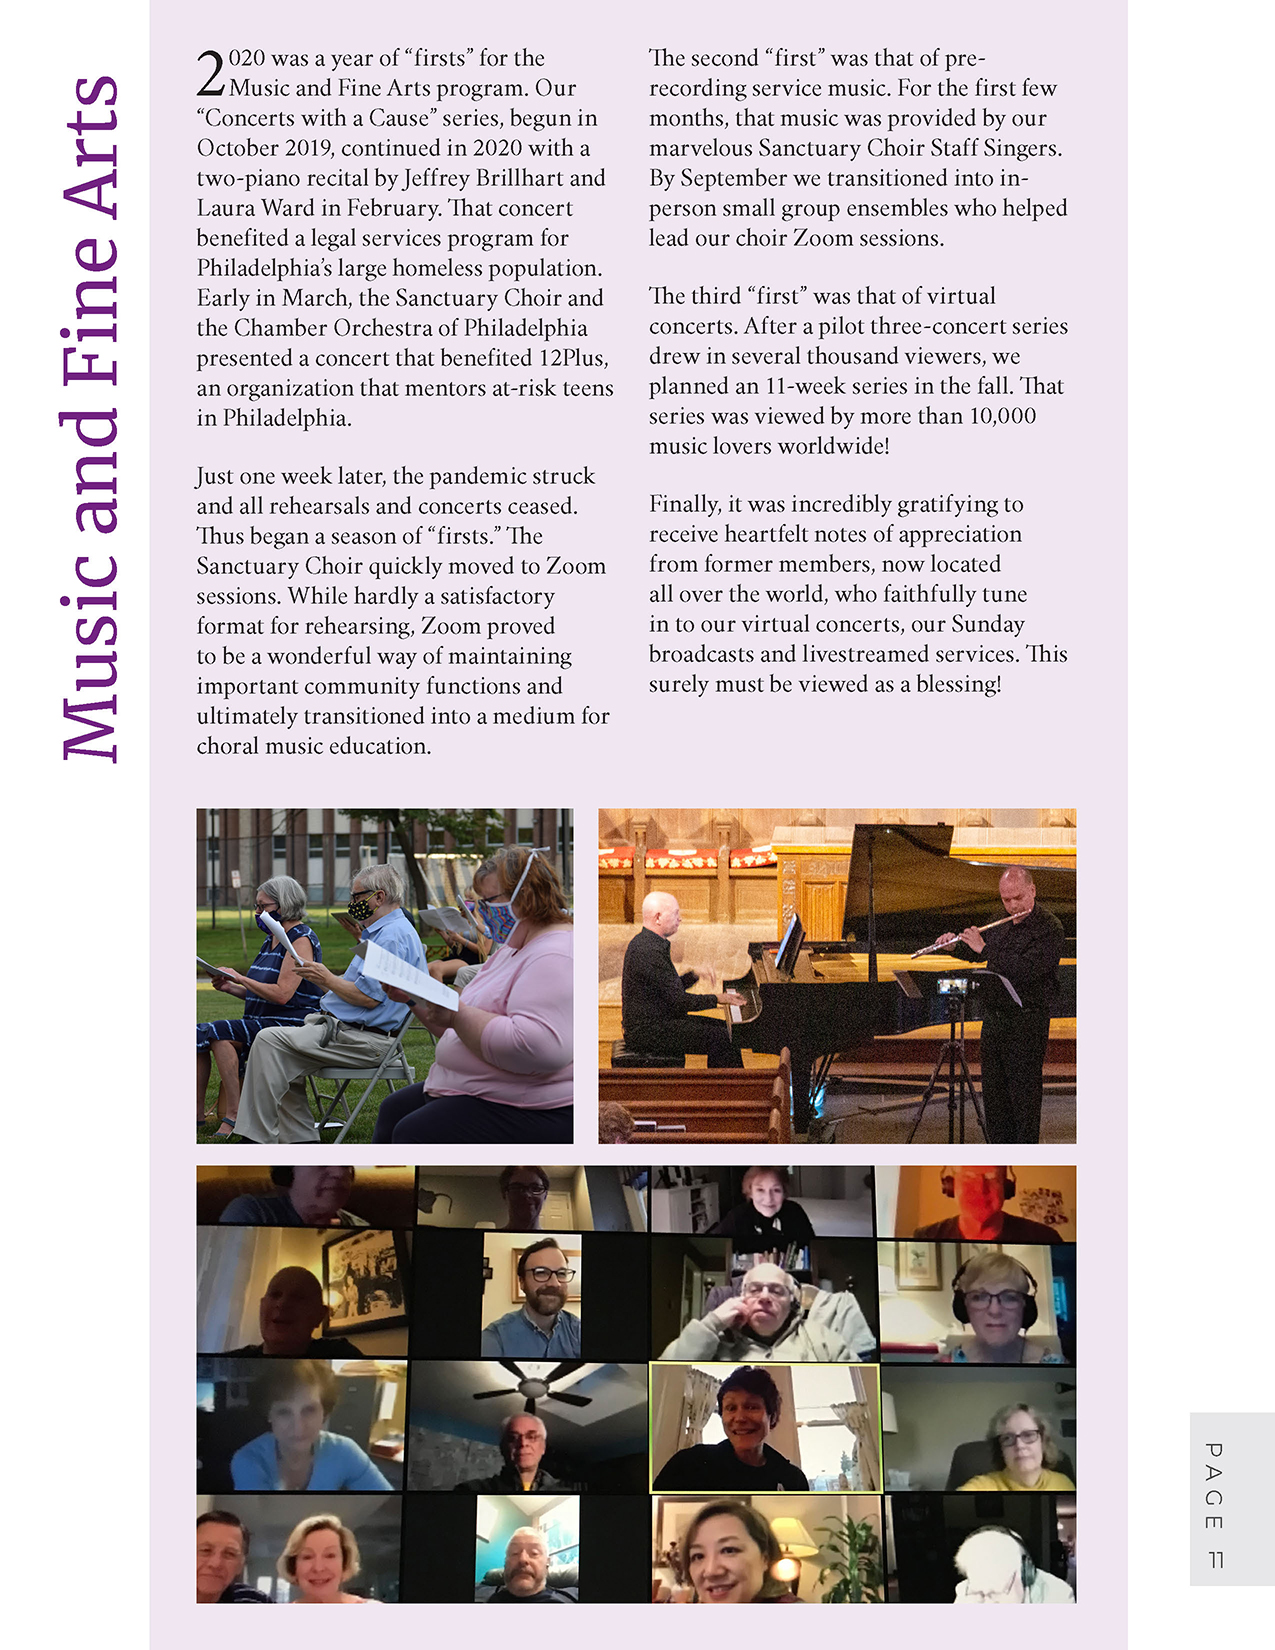 Music and Fine Arts
2020 was a year of “firsts” for the
Music and Fine Arts program. Our
“Concerts with a Cause” series, begun in
October 2019, continued in 2020 with a
two-piano recital by Jeffrey Brillhart and
Laura Ward in February. That concert
benefited a legal services program for
Philadelphia’s large homeless population.
Early in March, the Sanctuary Choir and
the Chamber Orchestra of Philadelphia
presented a concert that benefited 12Plus,
an organization that mentors at-risk teens
in Philadelphia.
Just one week later, the pandemic struck
and all rehearsals and concerts ceased.
Thus began a season of “firsts.” The
Sanctuary Choir quickly moved to Zoom
sessions. While hardly a satisfactory
format for rehearsing, Zoom proved
to be a wonderful way of maintaining
important community functions and
ultimately transitioned into a medium for
choral music education.
The second “first” was that of pre-
recording service music. For the first few
months, that music was provided by our
marvelous Sanctuary Choir Staff Singers.
By September we transitioned into in-
person small group ensembles who helped
lead our choir Zoom sessions.
The third “first” was that of virtual
concerts. After a pilot three-concert series
drew in several thousand viewers, we
planned an 11-week series in the fall. That
series was viewed by more than 10,000
music lovers worldwide!
Finally, it was incredibly gratifying to
receive heartfelt notes of appreciation
from former members, now located
all over the world, who faithfully tune
in to our virtual concerts, our Sunday
broadcasts and livestreamed services. This
surely must be viewed as a blessing!
PAGE 11